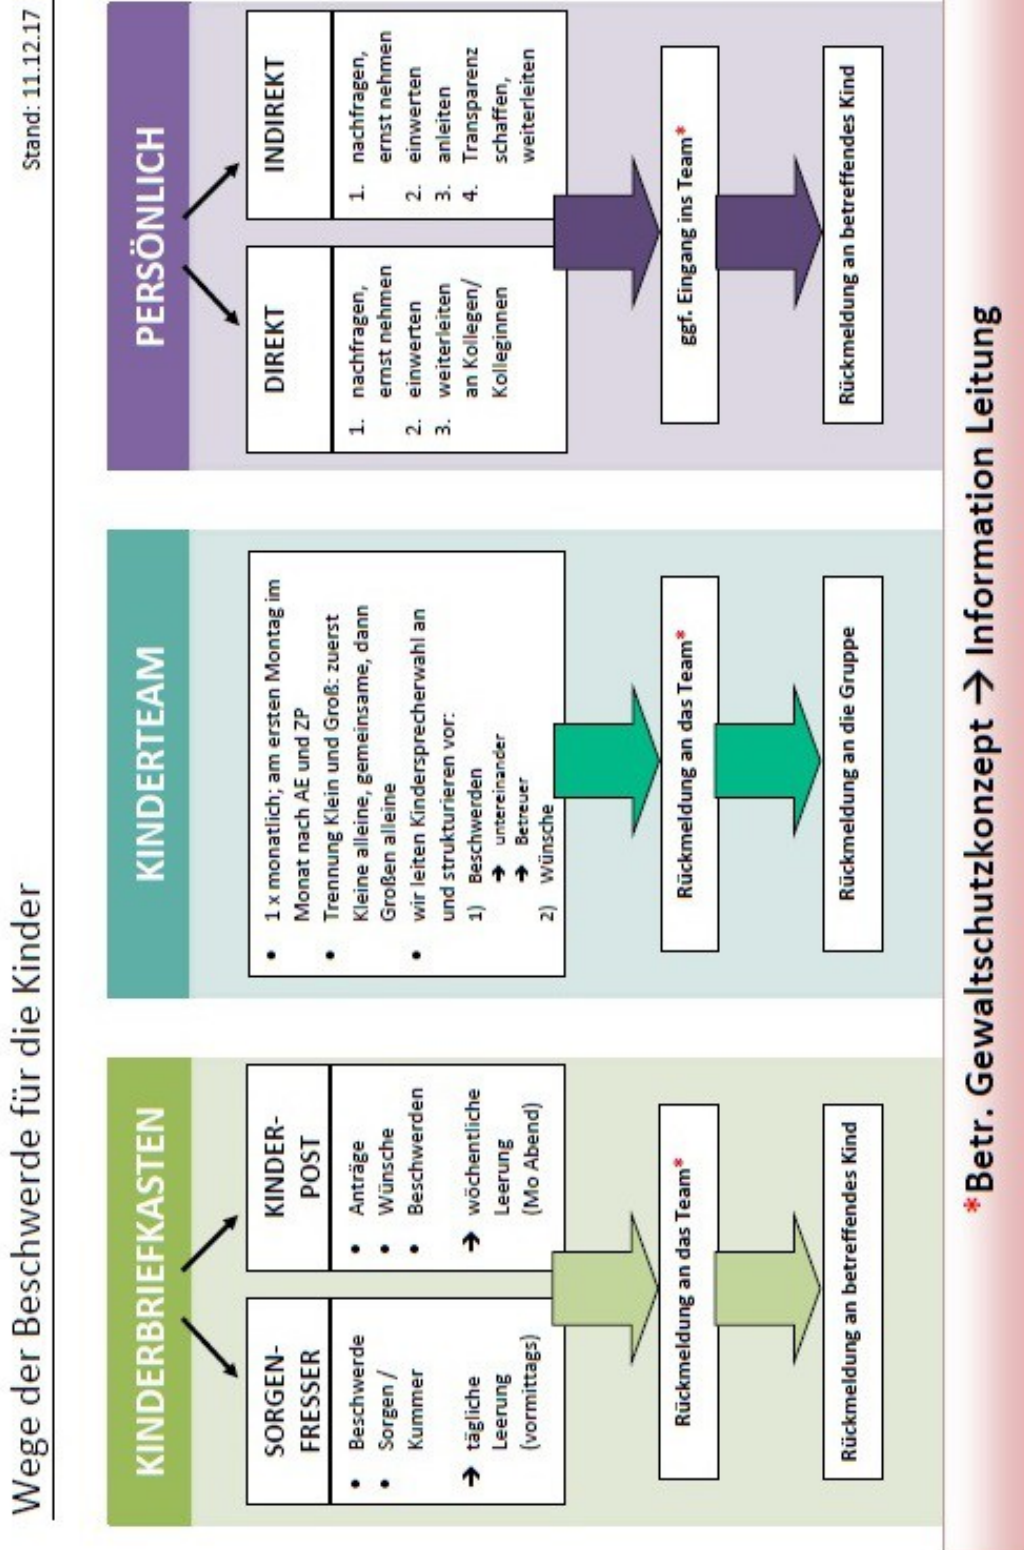 Wege der Beschwerde für die Kinder
Stand: 11.12.17
KINDERBRIEFKASTEN
SORGEN-
FRESSER
• Beschwerde
• Sorgen /
Kummer
→ tägliche
Leerung
(vormittags)
KINDER-
POST
• Anträge
• Wünsche
• Beschwerden
→ wöchentliche
Leerung
(Mo Abend)
Rückmeldung an das Team*
Rückmeldung an betreffendes Kind
KINDERTEAM
• 1 x monatlich; am ersten Montag im
Monat nach AE und ZP
• Trennung Klein und Groß: zuerst
Kleine alleine, gemeinsame, dann
Großen alleine
• wir leiten Kindersprecherwahl an
und strukturieren vor:
1) Beschwerden
→ untereinander
→ Betreuer
2) Wünsche
Rückmeldung an das Team*
Rückmeldung an die Gruppe
PERSÖNLICH
DIREKT
1. nachfragen,
ernst nehmen
2. einwerten
3. weiterleiten
an Kollegen/
Kolleginnen
INDIREKT
1. nachfragen,
ernst nehmen
2. einwerten
3. anleiten
4. Transparenz
schaffen,
weiterleiten
ggf. Eingang ins Team*
Rückmeldung an betreffendes Kind
*Betr. Gewaltschutzkonzept → Information Leitung